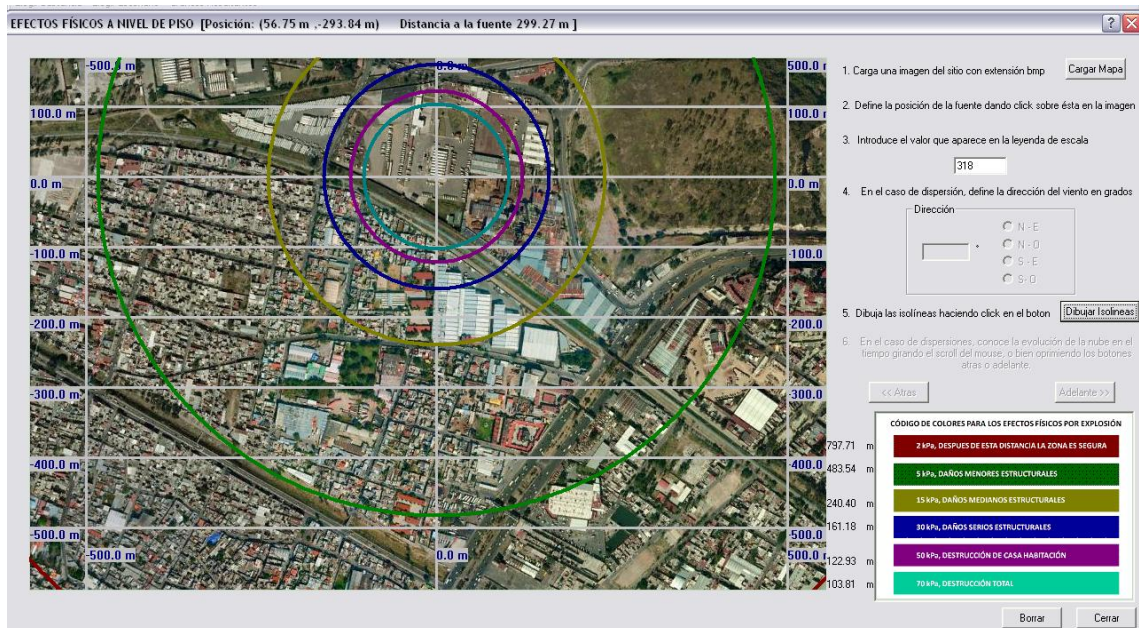 EFECTOS FÍSICOS A NIVEL DE PISO [Posición: (56.75 m ,-293.84 m) Distancia a la fuente 299.27 m ]
-500.0 m
0.0 m
500.0 m
100.0 m
100.0 m
0.0 m
0.0 m
-100.0 m
-100.0
-200.0 m
-200.0
-300.0 m
-300.0
-400.0 m
-400.0
-500.0 m
-500.0
-500.0 m
0.0 m
500.0 m
1. Carga una imagen del sitio con extensión bmp
Cargar Mapa
2. Define la posición de la fuente dando click sobre ésta en la imagen
3. Introduce el valor que aparece en la leyenda de escala
318
4. En el caso de dispersión, define la dirección del viento en grados
Dirección
°
N - E
N - O
S - E
S - O
5. Dibuja las isolíneas haciendo click en el boton
Dibujar Isolineas
6. En el caso de dispersiones, conoce la evolución de la nube en el
tiempo girando el scroll del mouse, o bien oprimiendo los botones
atras o adelante.
<< Atras
Adelante >>
CÓDIGO DE COLORES PARA LOS EFECTOS FÍSICOS POR EXPLOSIÓN
797.71 m
2 kPa, DESPUES DE ESTA DISTANCIA LA ZONA ES SEGURA
483.54 m
5 kPa, DAÑOS MENORES ESTRUCTURALES
240.40 m
15 kPa, DAÑOS MEDIANOS ESTRUCTURALES
161.18 m
30 kPa, DAÑOS SERIOS ESTRUCTURALES
122.93 m
50 kPa, DESTRUCCIÓN DE CASA HABITACIÓN
103.81 m
70 kPa, DESTRUCCIÓN TOTAL
Borrar
Cerrar